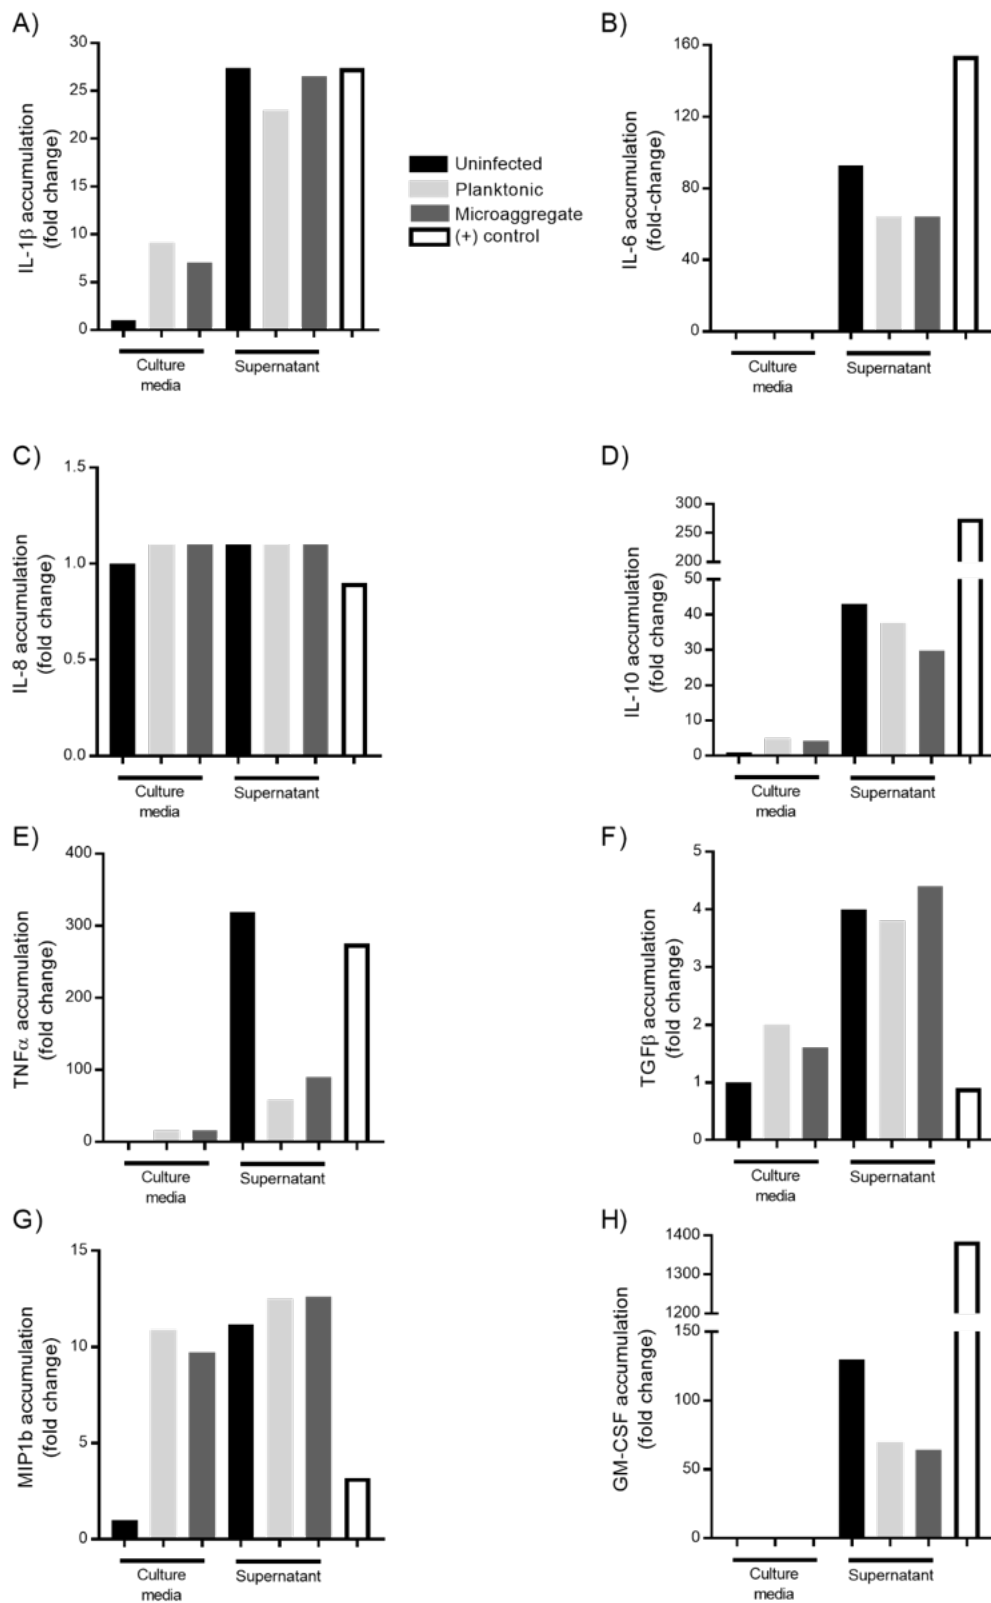 A)
IL-1β accumulation
(fold change)
30
25
20
15
10
5
0
Culture
media
Supernatant
Uninfected
Planktonic
Microaggregate
(+) control
B)
IL-6 accumulation
(fold-change)
160
120
80
40
0
Culture
media
Supernatant
C)
IL-8 accumulation
(fold change)
1.5
1.0
0.5
0.0
Culture
media
Supernatant
D)
IL-10 accumulation
(fold change)
300
250
200
50
40
30
20
10
0
Culture
media
Supernatant
E)
TNFα accumulation
(fold change)
400
300
200
100
0
Culture
media
Supernatant
F)
TGFβ accumulation
(fold change)
5
4
3
2
1
0
Culture
media
Supernatant
G)
MIP1b accumulation
(fold change)
15
10
5
0
Culture
media
Supernatant
H)
GM-CSF accumulation
(fold change)
1400
1300
1200
150
100
50
0
Culture
media
Supernatant